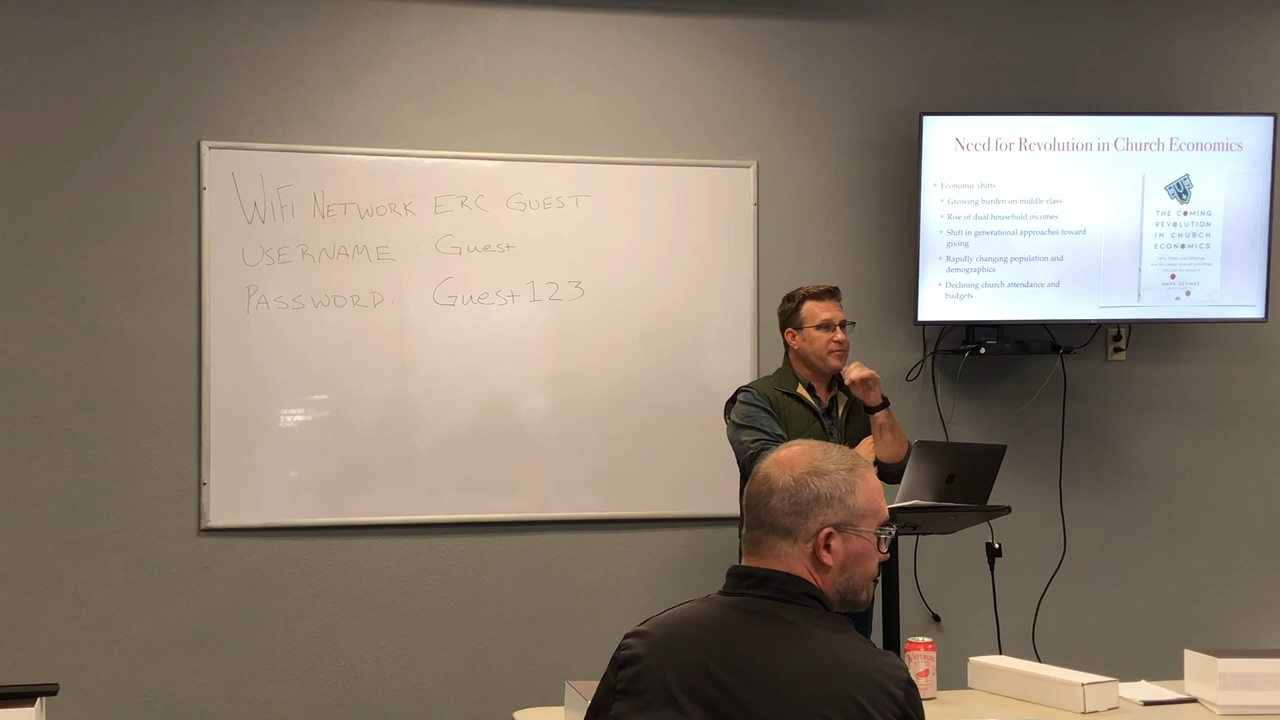 WIFI NETWORK: ERC GUEST
USERNAME : Guest
PASSWORD: Guest123
Need for Revolution in Church Economics
Economic shifts
Growing burden on middle class
Rise of dual household incomes
Shift in generational approaches toward
giving
Rapidly changing population and
demographics
Declining church attendance and
budgets
THE COMING
REVOLUTION
IN CHURCH
ECONOMICS
MARK DEYMAZ